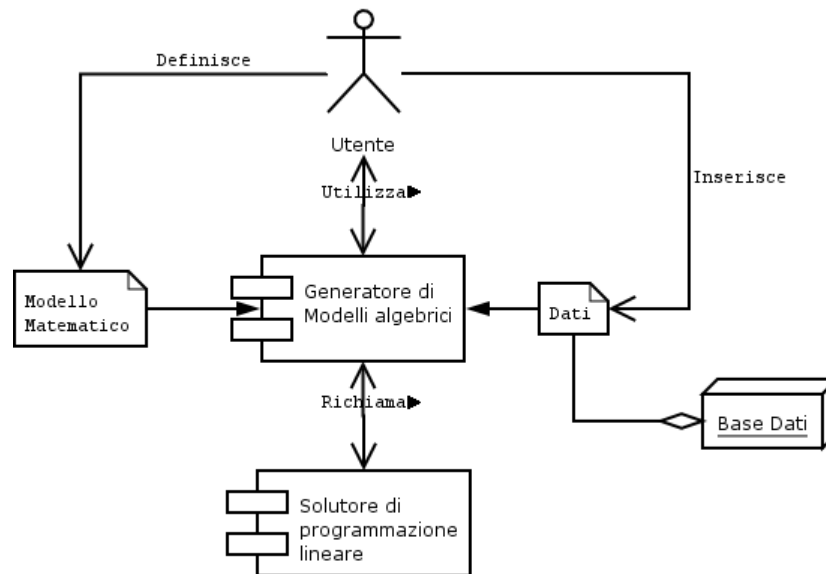 Definisce
Utente
Utilizza
Inserisce
Modello
Matematico
Generatore di
Modelli algebrici
Dati
Richiama
Base Dati
Solutore di
programmazione
lineare